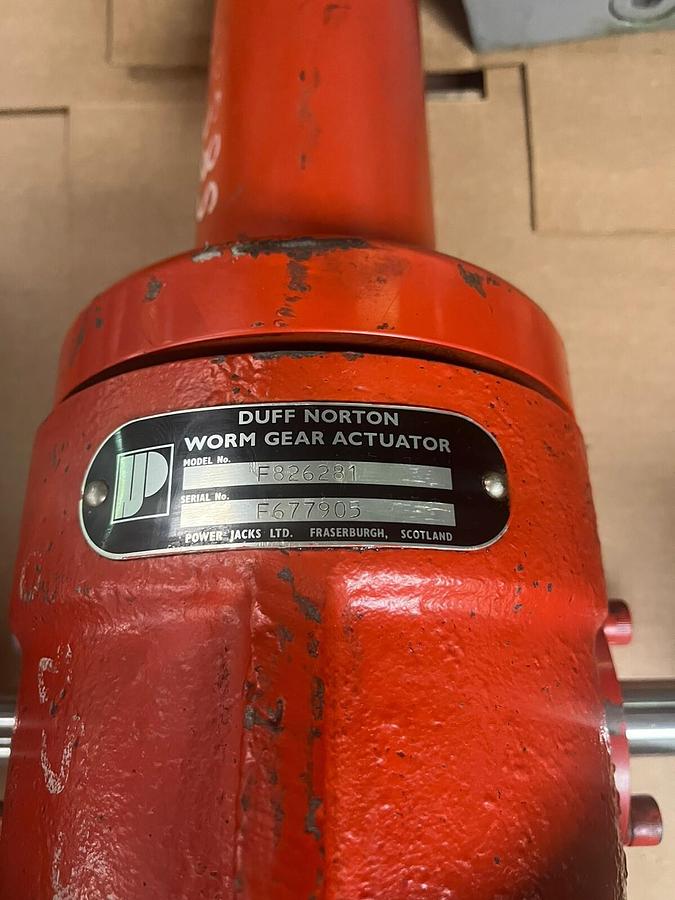 DUFF NORTON
WORM GEAR ACTUATOR
MODEL No.
F826281
SERIAL No.
F677905
POWER JACKS LTD. FRASERBURGH, SCOTLAND